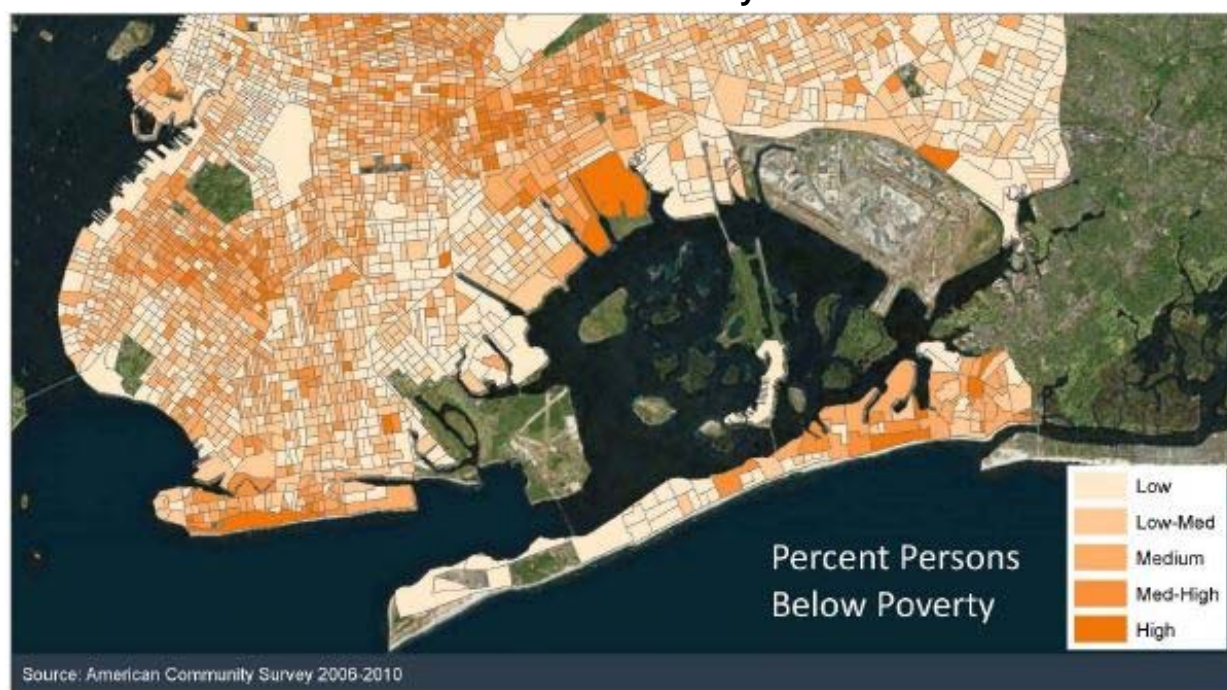 Percent Persons
Below Poverty
Low
Low-Med
Medium
Med-High
High
Source: American Community Survey 2006-2010